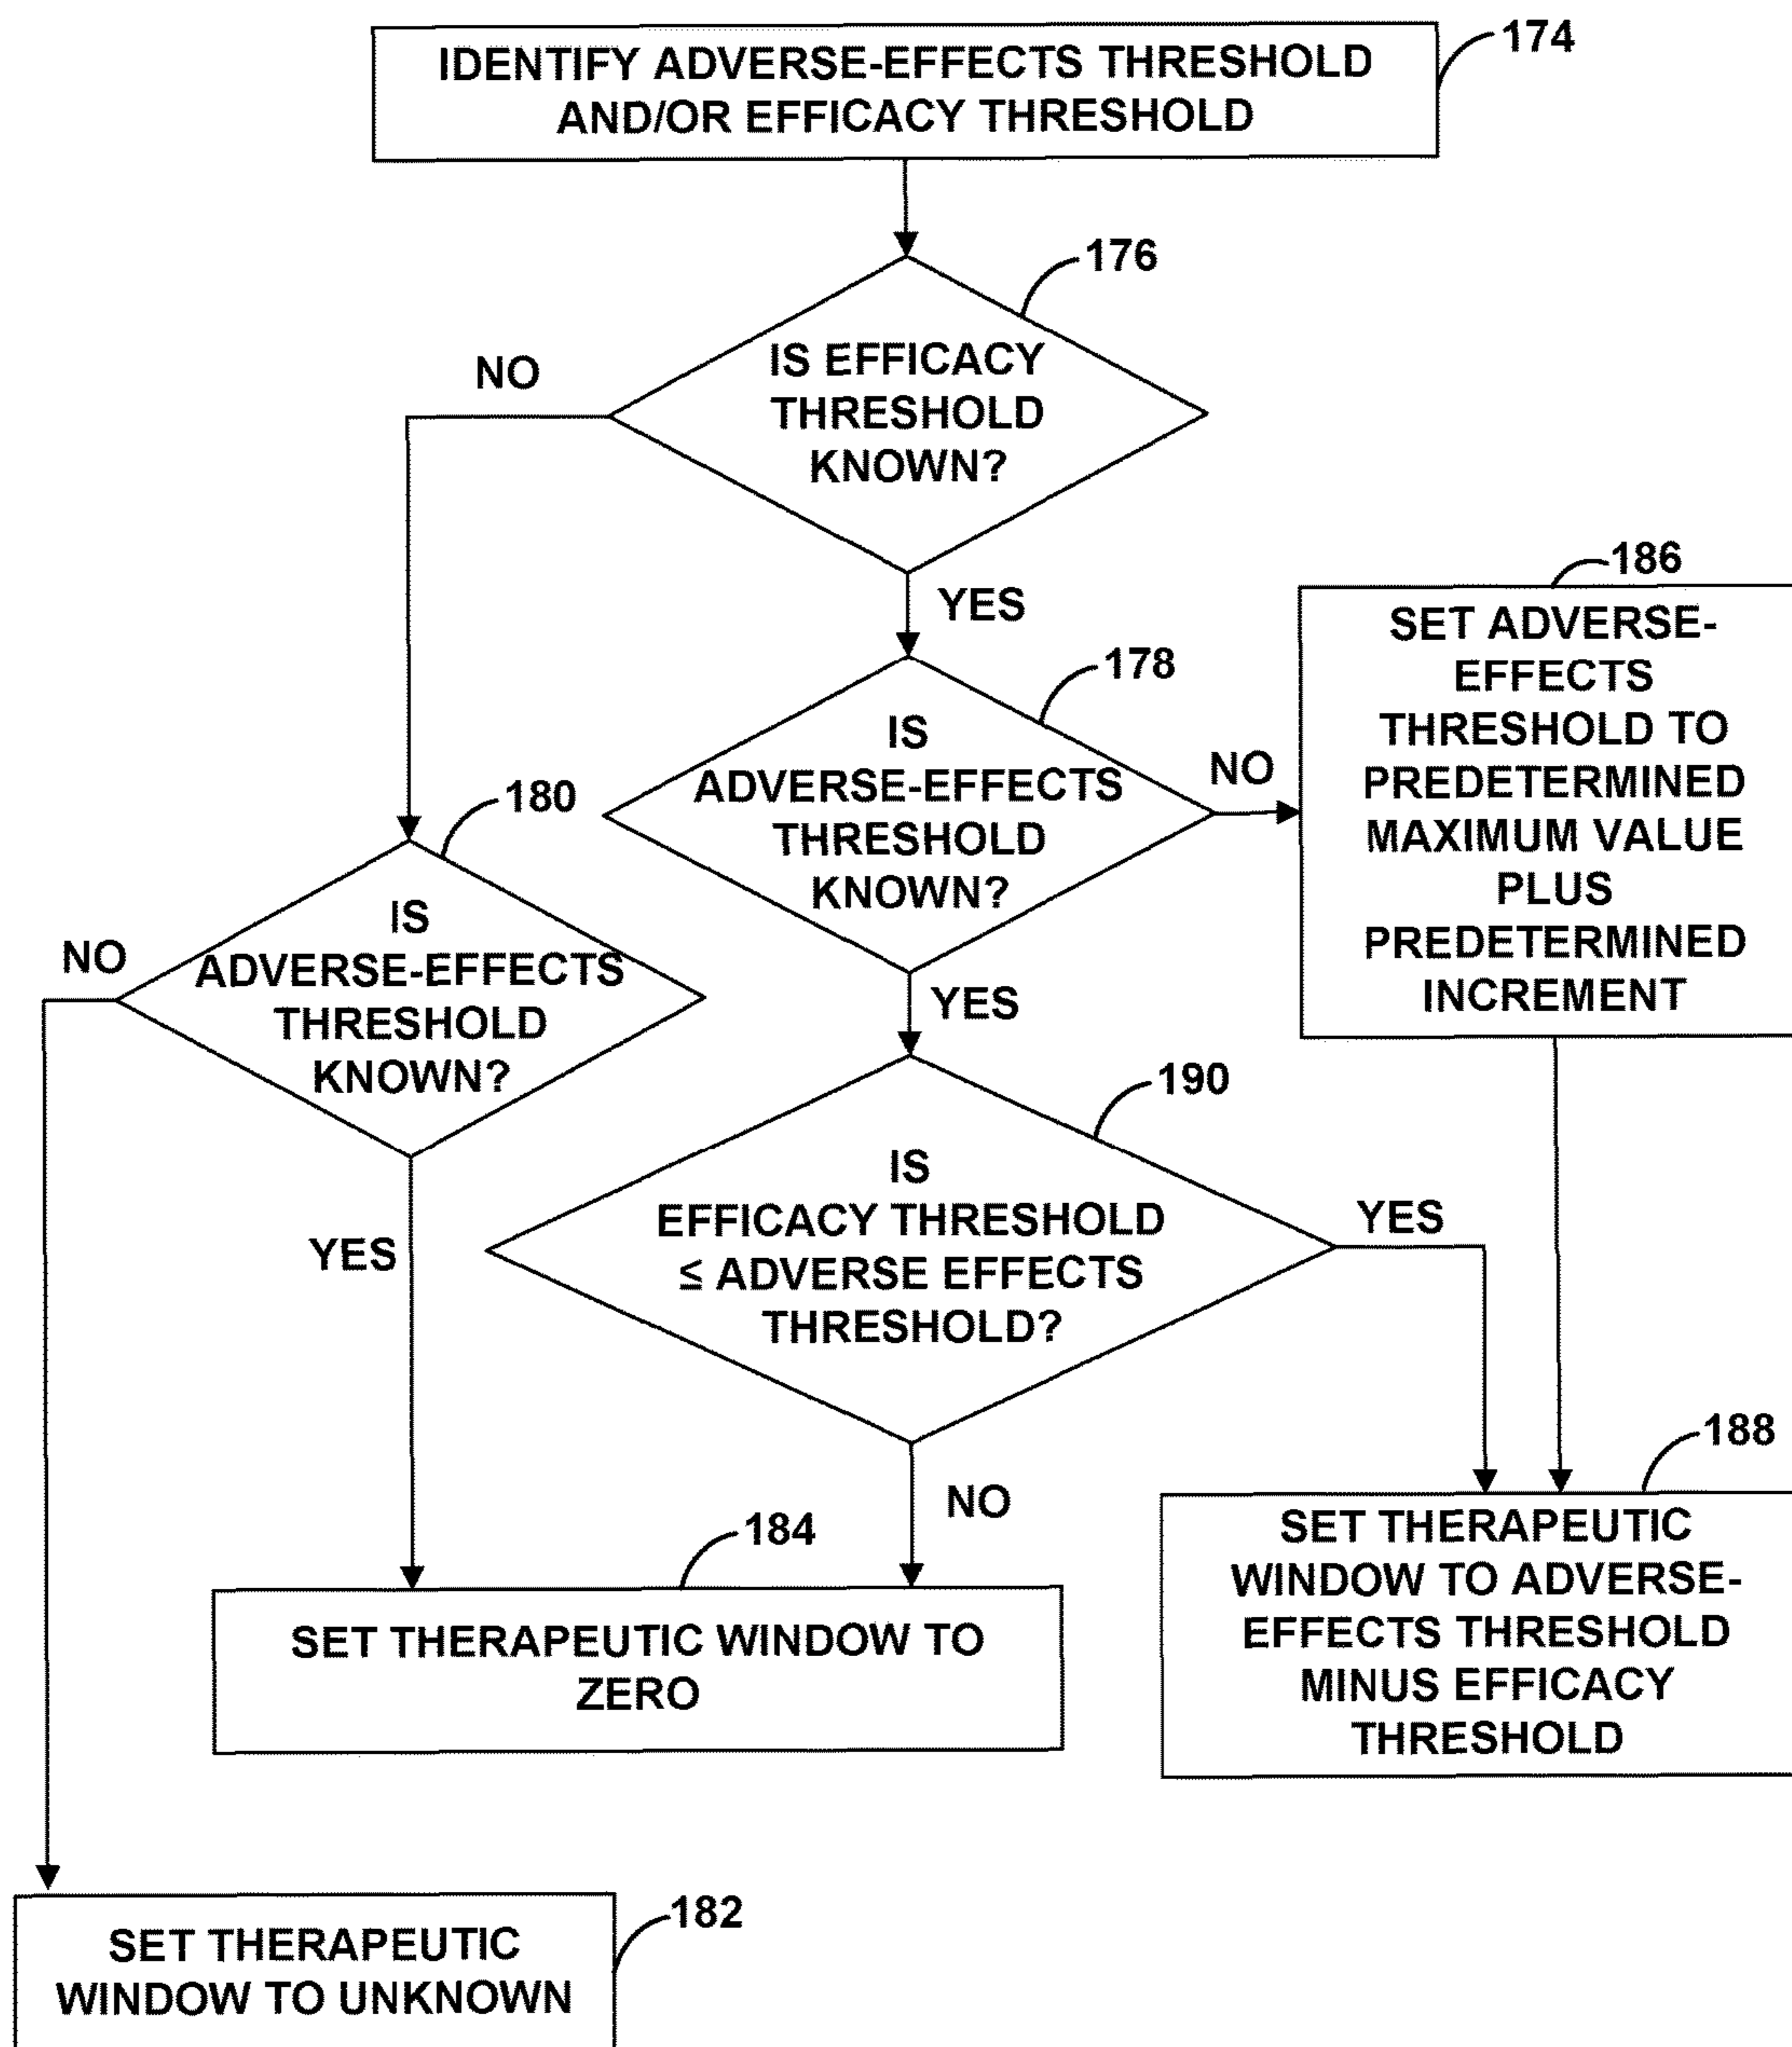 IDENTIFY ADVERSE-EFFECTS THRESHOLD
AND/OR EFFICACY THRESHOLD
174
176
IS EFFICACY
THRESHOLD
KNOWN?
NO
YES
178
IS
ADVERSE-EFFECTS
THRESHOLD
KNOWN?
NO
YES
186
SET ADVERSE-
EFFECTS
THRESHOLD TO
PREDETERMINED
MAXIMUM VALUE
PLUS
PREDETERMINED
INCREMENT
180
IS
ADVERSE-EFFECTS
THRESHOLD
KNOWN?
NO
YES
190
IS
EFFICACY THRESHOLD
≤ ADVERSE EFFECTS
THRESHOLD?
YES
NO
184
SET THERAPEUTIC WINDOW TO
ZERO
188
SET THERAPEUTIC
WINDOW TO ADVERSE-
EFFECTS THRESHOLD
MINUS EFFICACY
THRESHOLD
182
SET THERAPEUTIC
WINDOW TO UNKNOWN